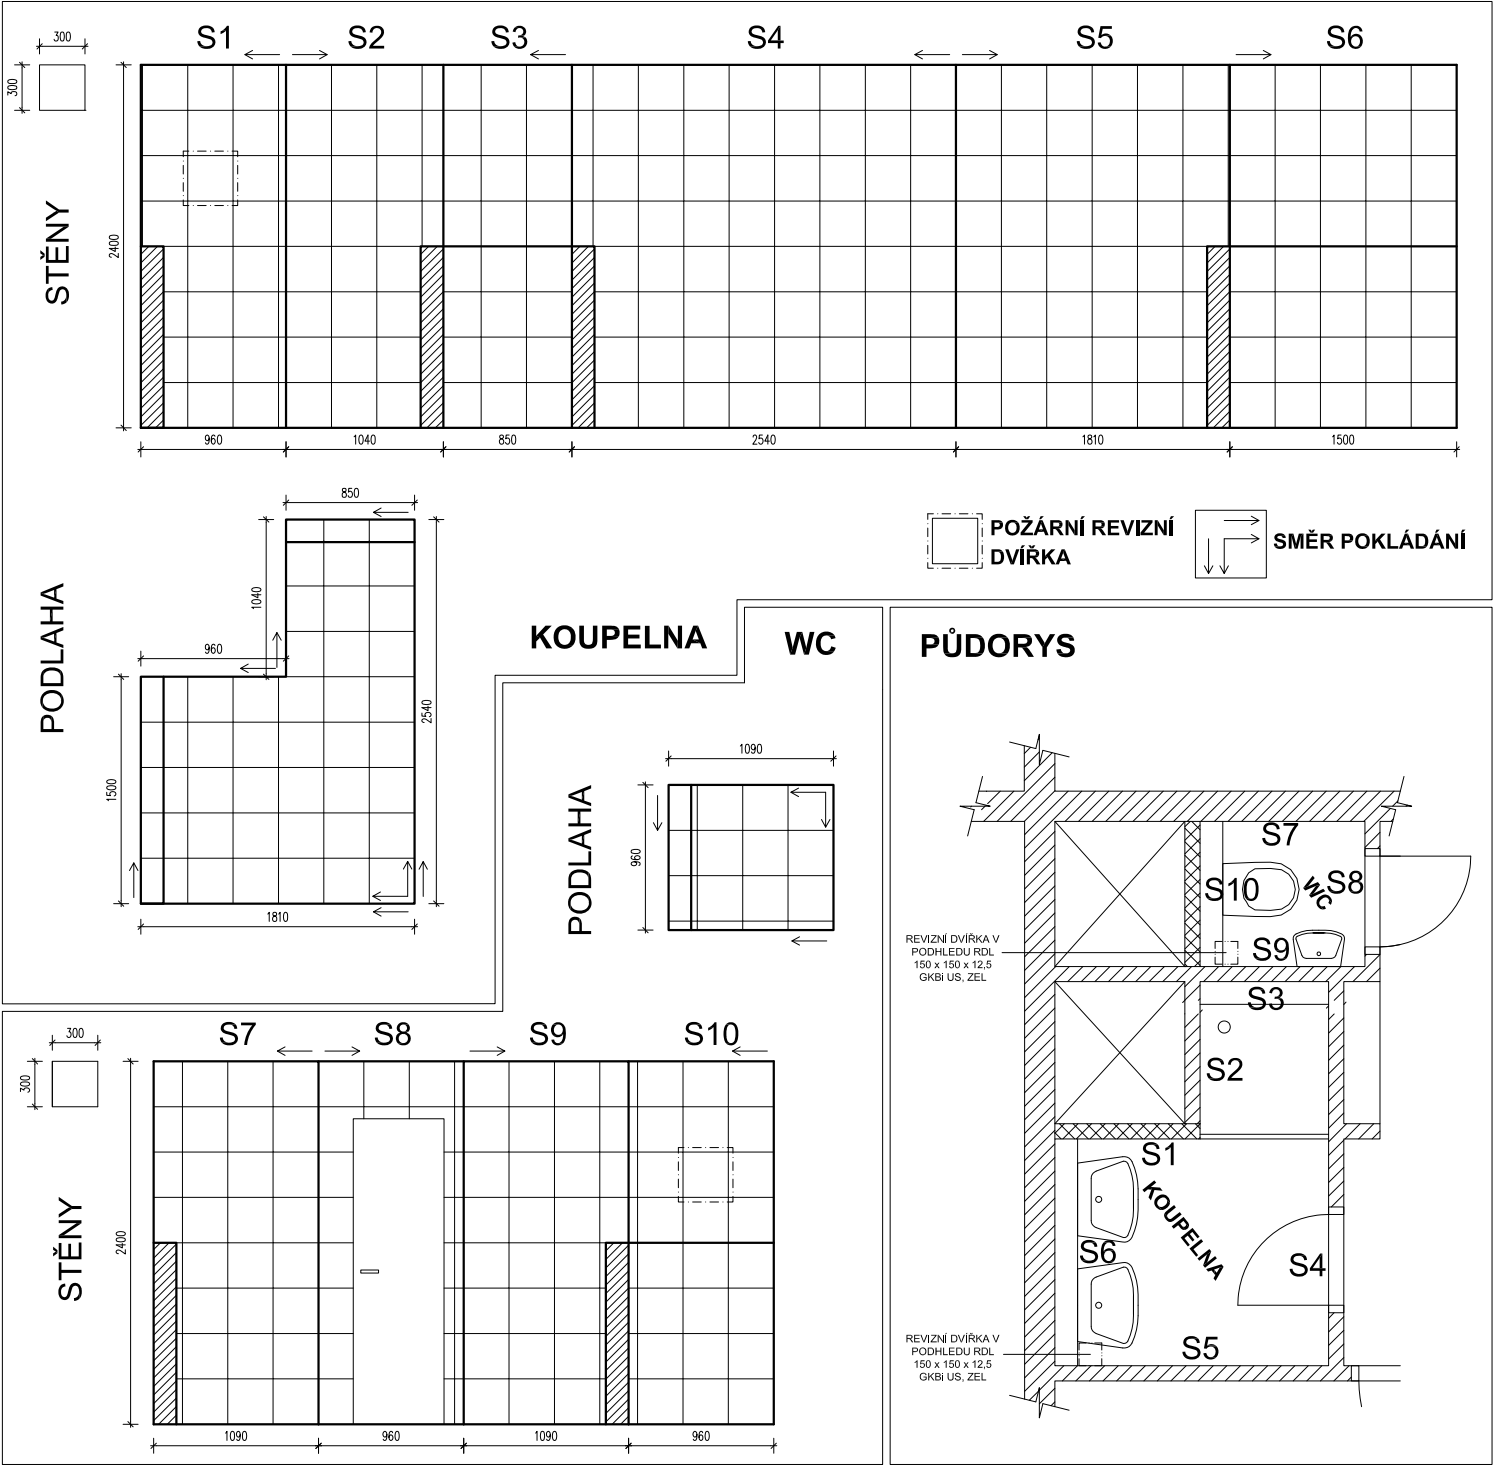 S1 S2 S3 S4 S5 S6
300
300
STĚNY
2400
960 1040 850 2540 1810 1500
POŽÁRNÍ REVIZNÍ
DVÍŘKA
SMĚR POKLÁDÁNÍ
PODLAHA
850
1040
960
1500
2540
1810
KOUPELNA
WC
PODLAHA
1090
960
S7 S8 S9 S10
300
300
STĚNY
2400
1090 960 1090 960
PŮDORYS
S7
S10
WC
S8
S9
REVIZNÍ DVÍŘKA V
PODHLEDU RDL
150 x 150 x 12,5
GKBi US, ZEL
S3
S2
S1
KOUPELNA
S6
S4
S5
REVIZNÍ DVÍŘKA V
PODHLEDU RDL
150 x 150 x 12,5
GKBi US, ZEL